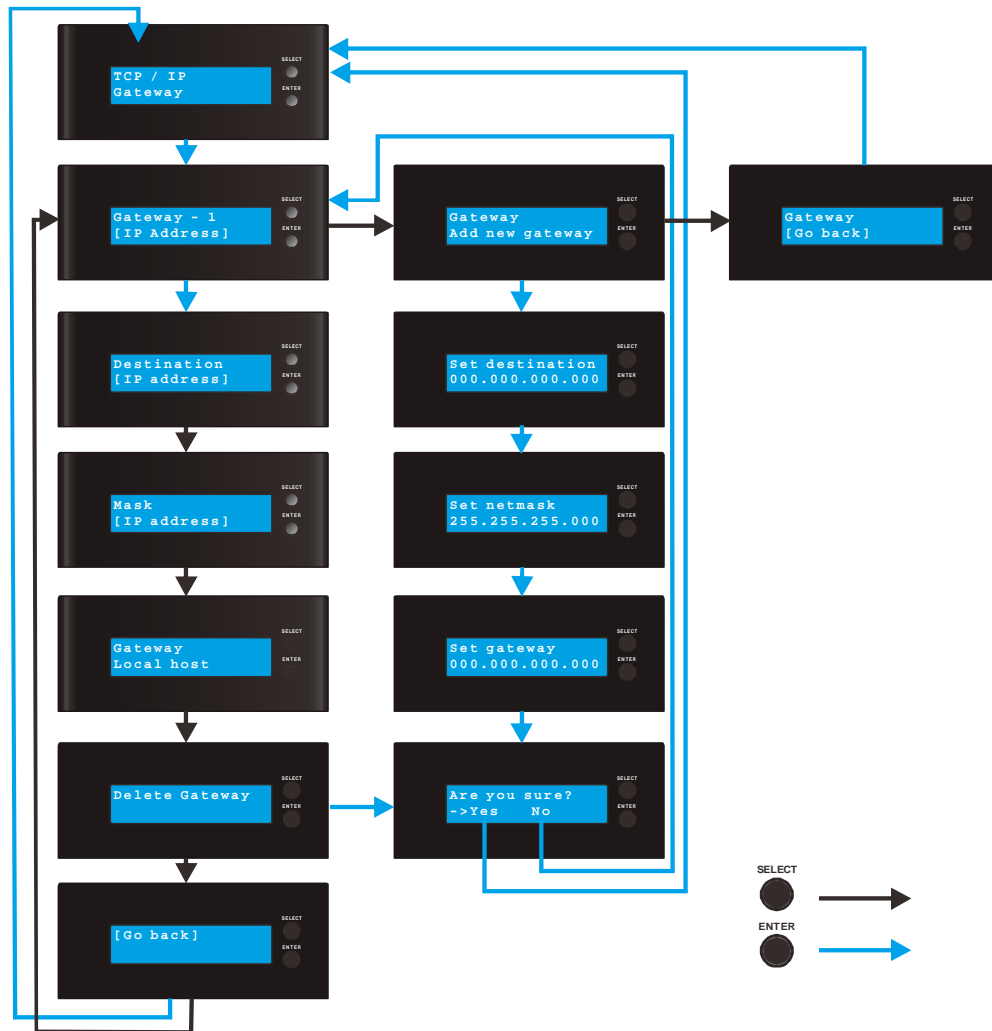 TCP / IP
Gateway
SELECT
ENTER
Gateway - 1
[IP Address]
SELECT
ENTER
Gateway
Add new gateway
SELECT
ENTER
Gateway
[Go back]
SELECT
ENTER
Destination
[IP address]
SELECT
ENTER
Set destination
000.000.000.000
SELECT
ENTER
Mask
[IP address]
SELECT
ENTER
Set netmask
255.255.255.000
SELECT
ENTER
Gateway
Local host
SELECT
ENTER
Set gateway
000.000.000.000
SELECT
ENTER
Delete Gateway
SELECT
ENTER
Are you sure?
->Yes No
SELECT
ENTER
[Go back]
SELECT
ENTER
SELECT
ENTER